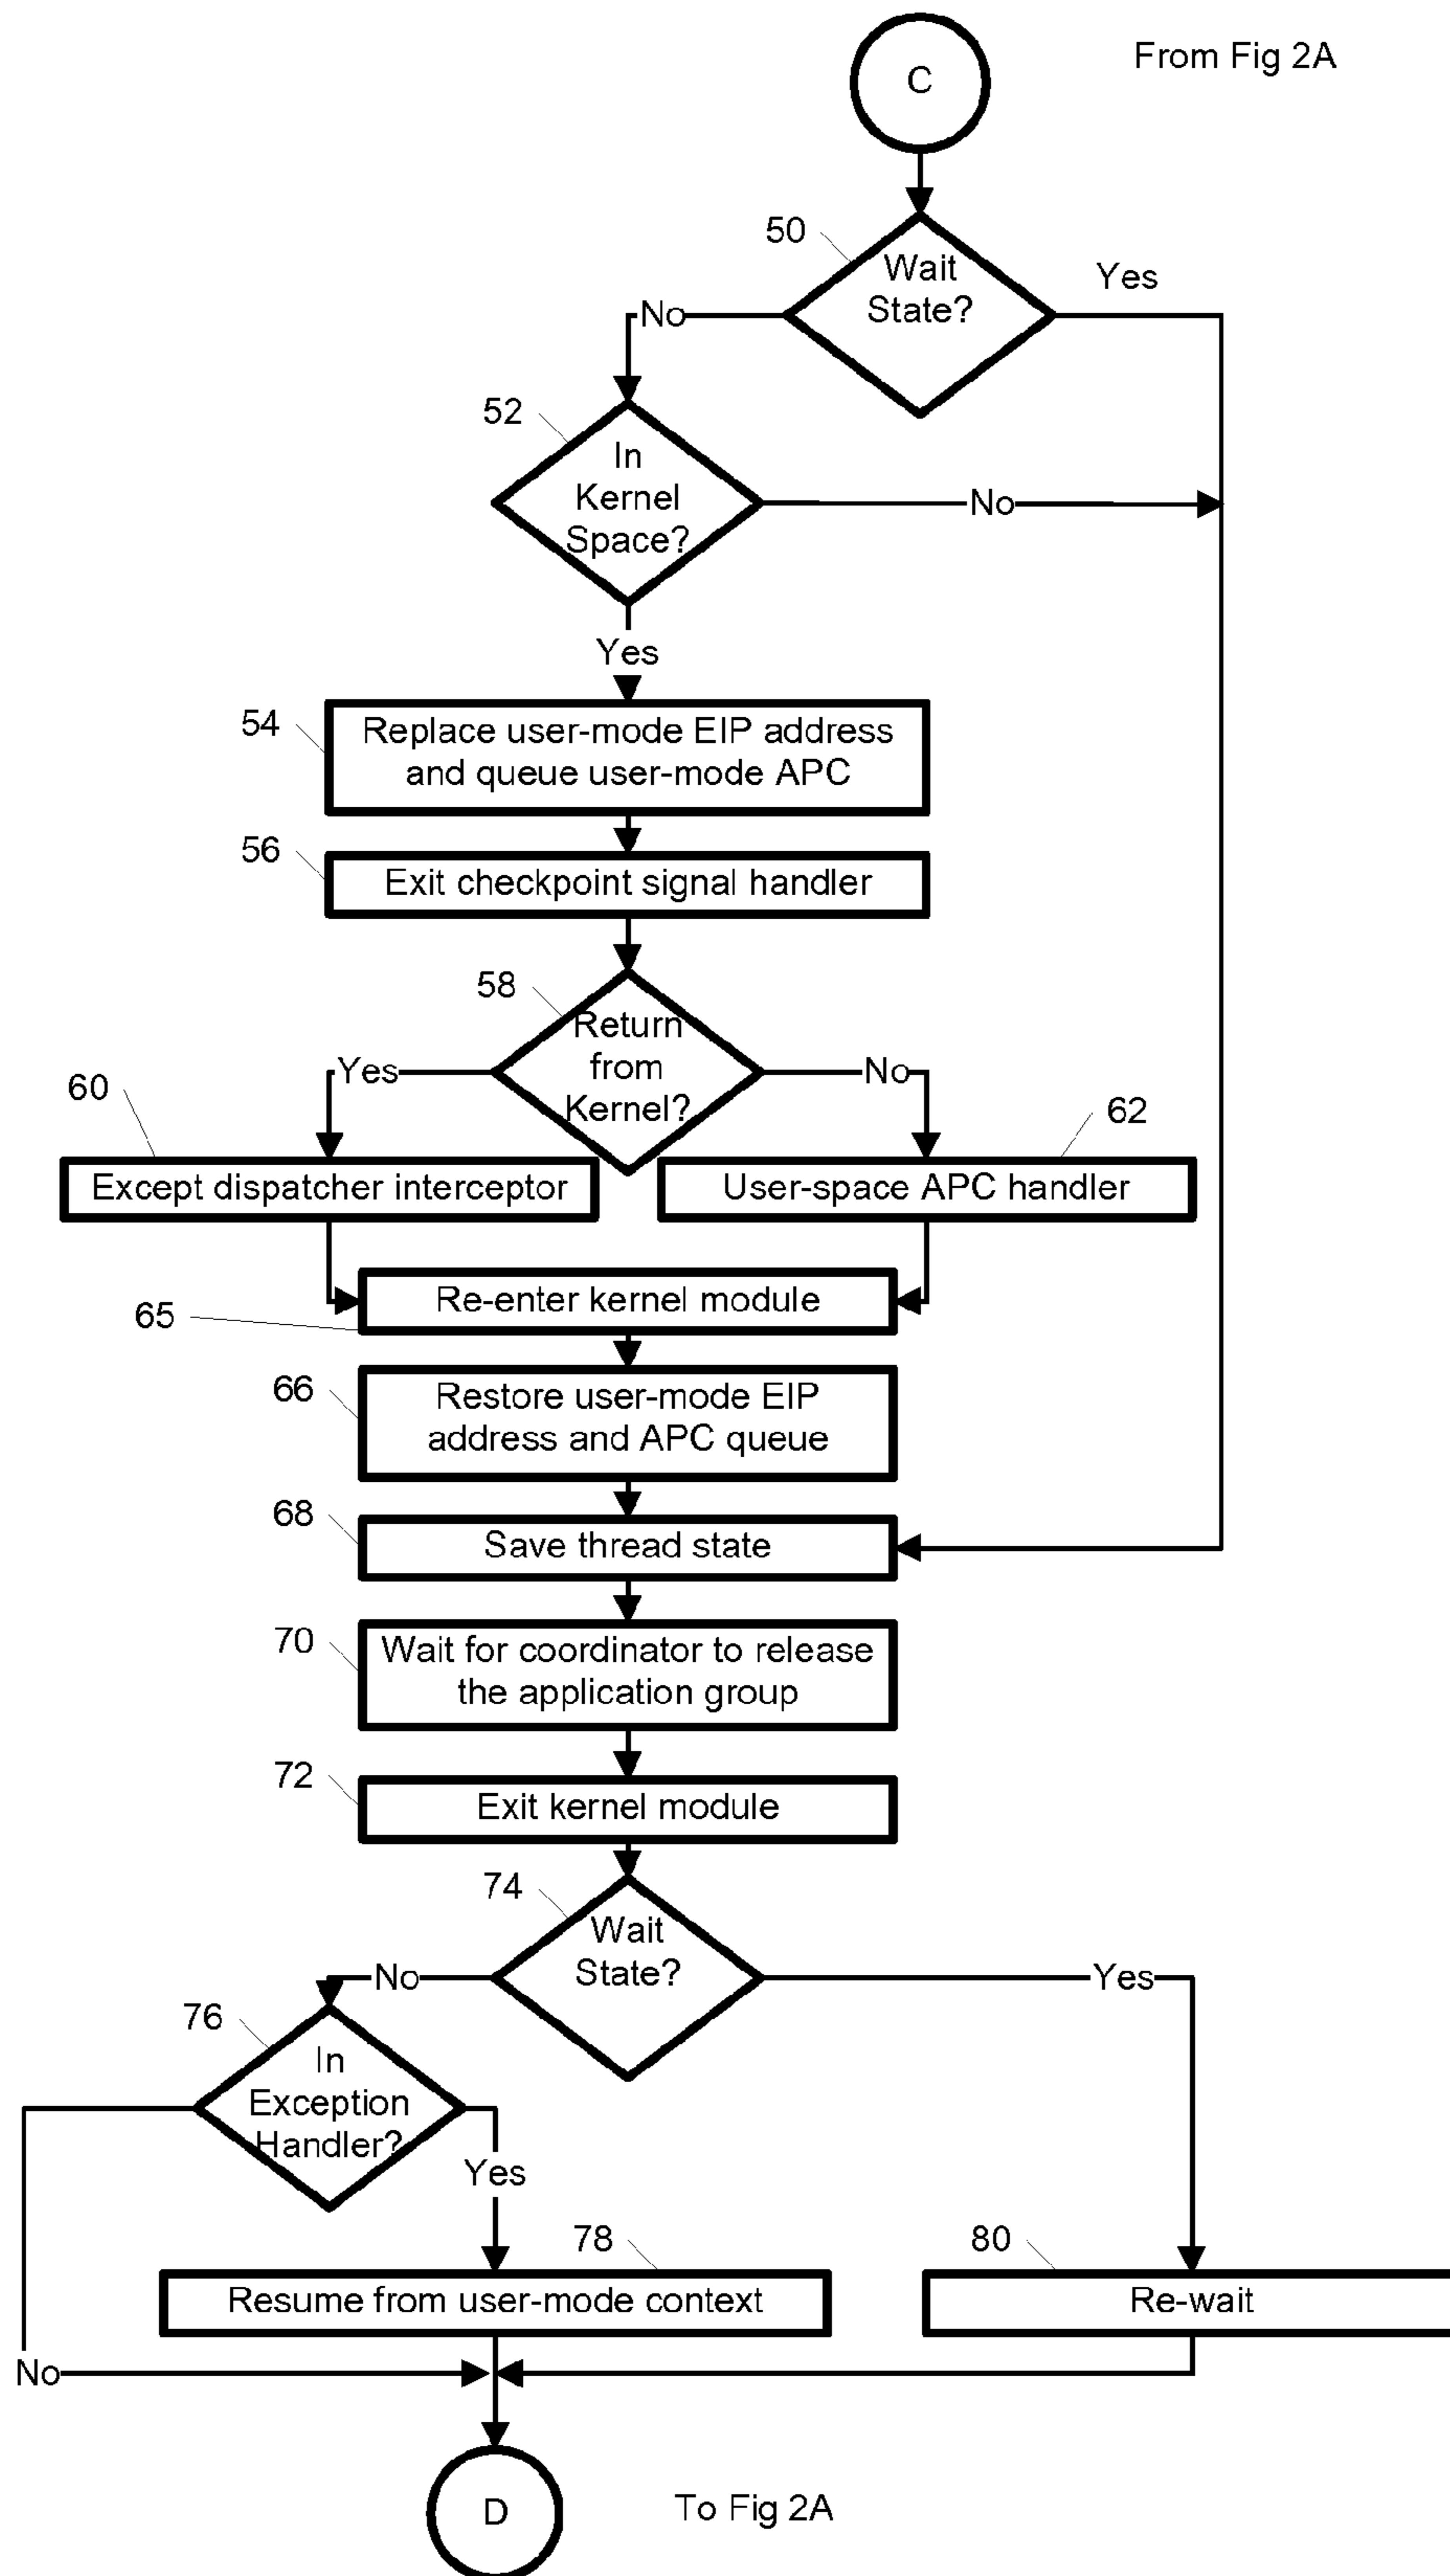 C
From Fig 2A
50
Wait
State?
Yes
No
52
In
Kernel
Space?
No
Yes
54
Replace user-mode EIP address
and queue user-mode APC
56
Exit checkpoint signal handler
58
Return
from
Kernel?
Yes
No
60
62
Except dispatcher interceptor
User-space APC handler
Re-enter kernel module
65
66
Restore user-mode EIP
address and APC queue
68
Save thread state
70
Wait for coordinator to release
the application group
72
Exit kernel module
74
Wait
State?
No
Yes
76
In
Exception
Handler?
Yes
78
80
Resume from user-mode context
Re-wait
No
D
To Fig 2A